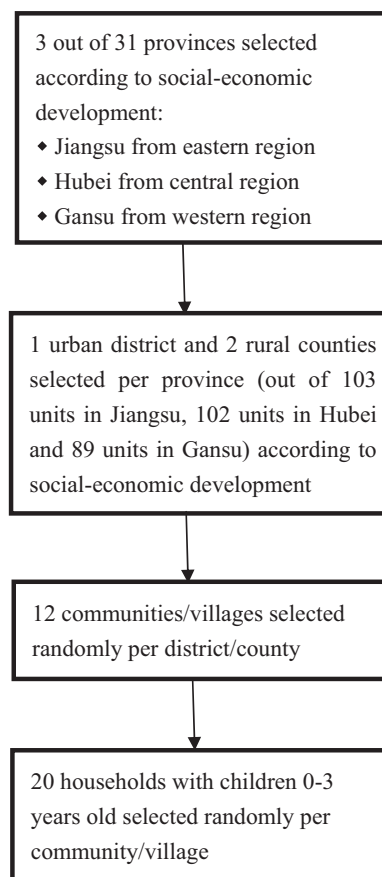 3 out of 31 provinces selected
according to social-economic
development:
◆ Jiangsu from eastern region
◆ Hubei from central region
◆ Gansu from western region
1 urban district and 2 rural counties
selected per province (out of 103
units in Jiangsu, 102 units in Hubei
and 89 units in Gansu) according to
social-economic development
12 communities/villages selected
randomly per district/county
20 households with children 0-3
years old selected randomly per
community/village